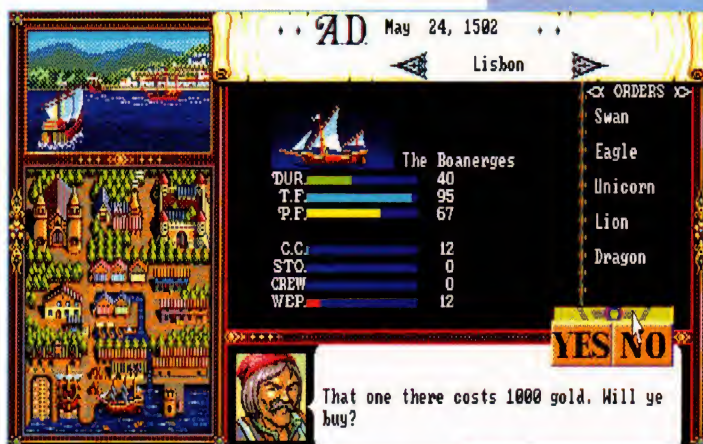 A.D. May 24, 1502
Lisbon
ORDERS
Swan
Eagle
Unicorn
Lion
Dragon
The Boanerges
DUR. 40
T.F. 95
P.F. 67
C.C. 12
STO. 0
CREW 0
WEP. 12
YES NO
That one there costs 1000 gold. Will ye
buy?